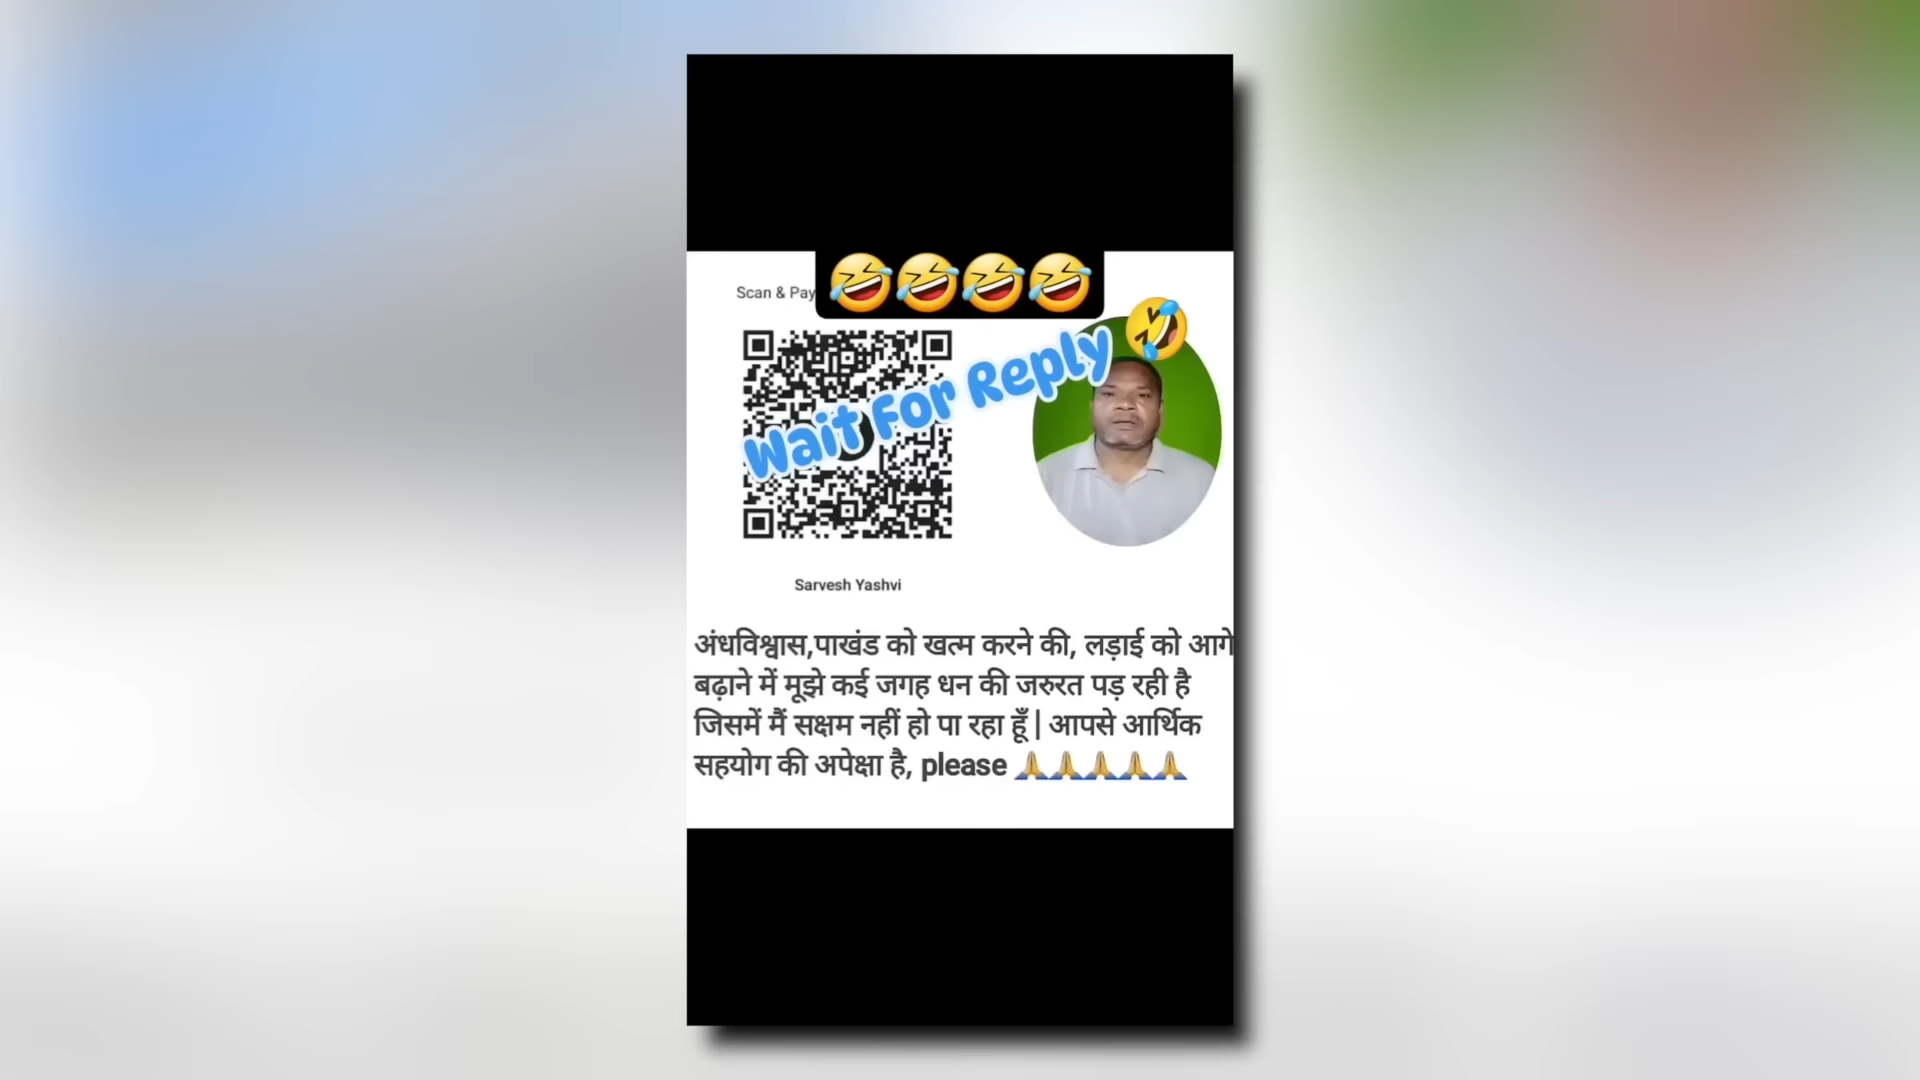 🤣🤣🤣🤣
Scan & Pay
Wait For Reply 🤣
Sarvesh Yashvi
अंधविश्वास,पाखंड को खत्म करने की, लड़ाई को आगे
बढ़ाने में मूझे कई जगह धन की जरुरत पड़ रही है
जिसमें मैं सक्षम नहीं हो पा रहा हूँ | आपसे आर्थिक
सहयोग की अपेक्षा है, please 🙏🙏🙏🙏🙏